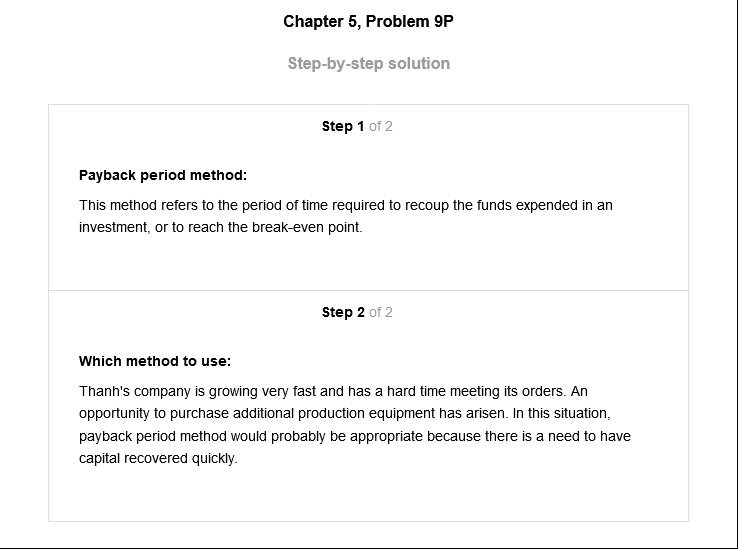 Chapter 5, Problem 9P
Step-by-step solution
Step 1 of 2
Payback period method:
This method refers to the period of time required to recoup the funds expended in an
investment, or to reach the break-even point.
Step 2 of 2
Which method to use:
Thanh's company is growing very fast and has a hard time meeting its orders. An
opportunity to purchase additional production equipment has arisen. In this situation,
payback period method would probably be appropriate because there is a need to have
capital recovered quickly.